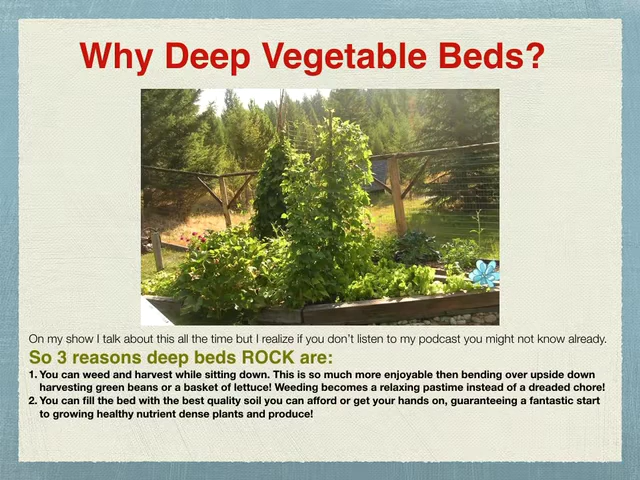 Why Deep Vegetable Beds?
On my show I talk about this all the time but I realize if you don't listen to my podcast you might not know already.
So 3 reasons deep beds ROCK are:
1. You can weed and harvest while sitting down. This is so much more enjoyable then bending over upside down
harvesting green beans or a basket of lettuce! Weeding becomes a relaxing pastime instead of a dreaded chore!
2. You can fill the bed with the best quality soil you can afford or get your hands on, guaranteeing a fantastic start
to growing healthy nutrient dense plants and produce!